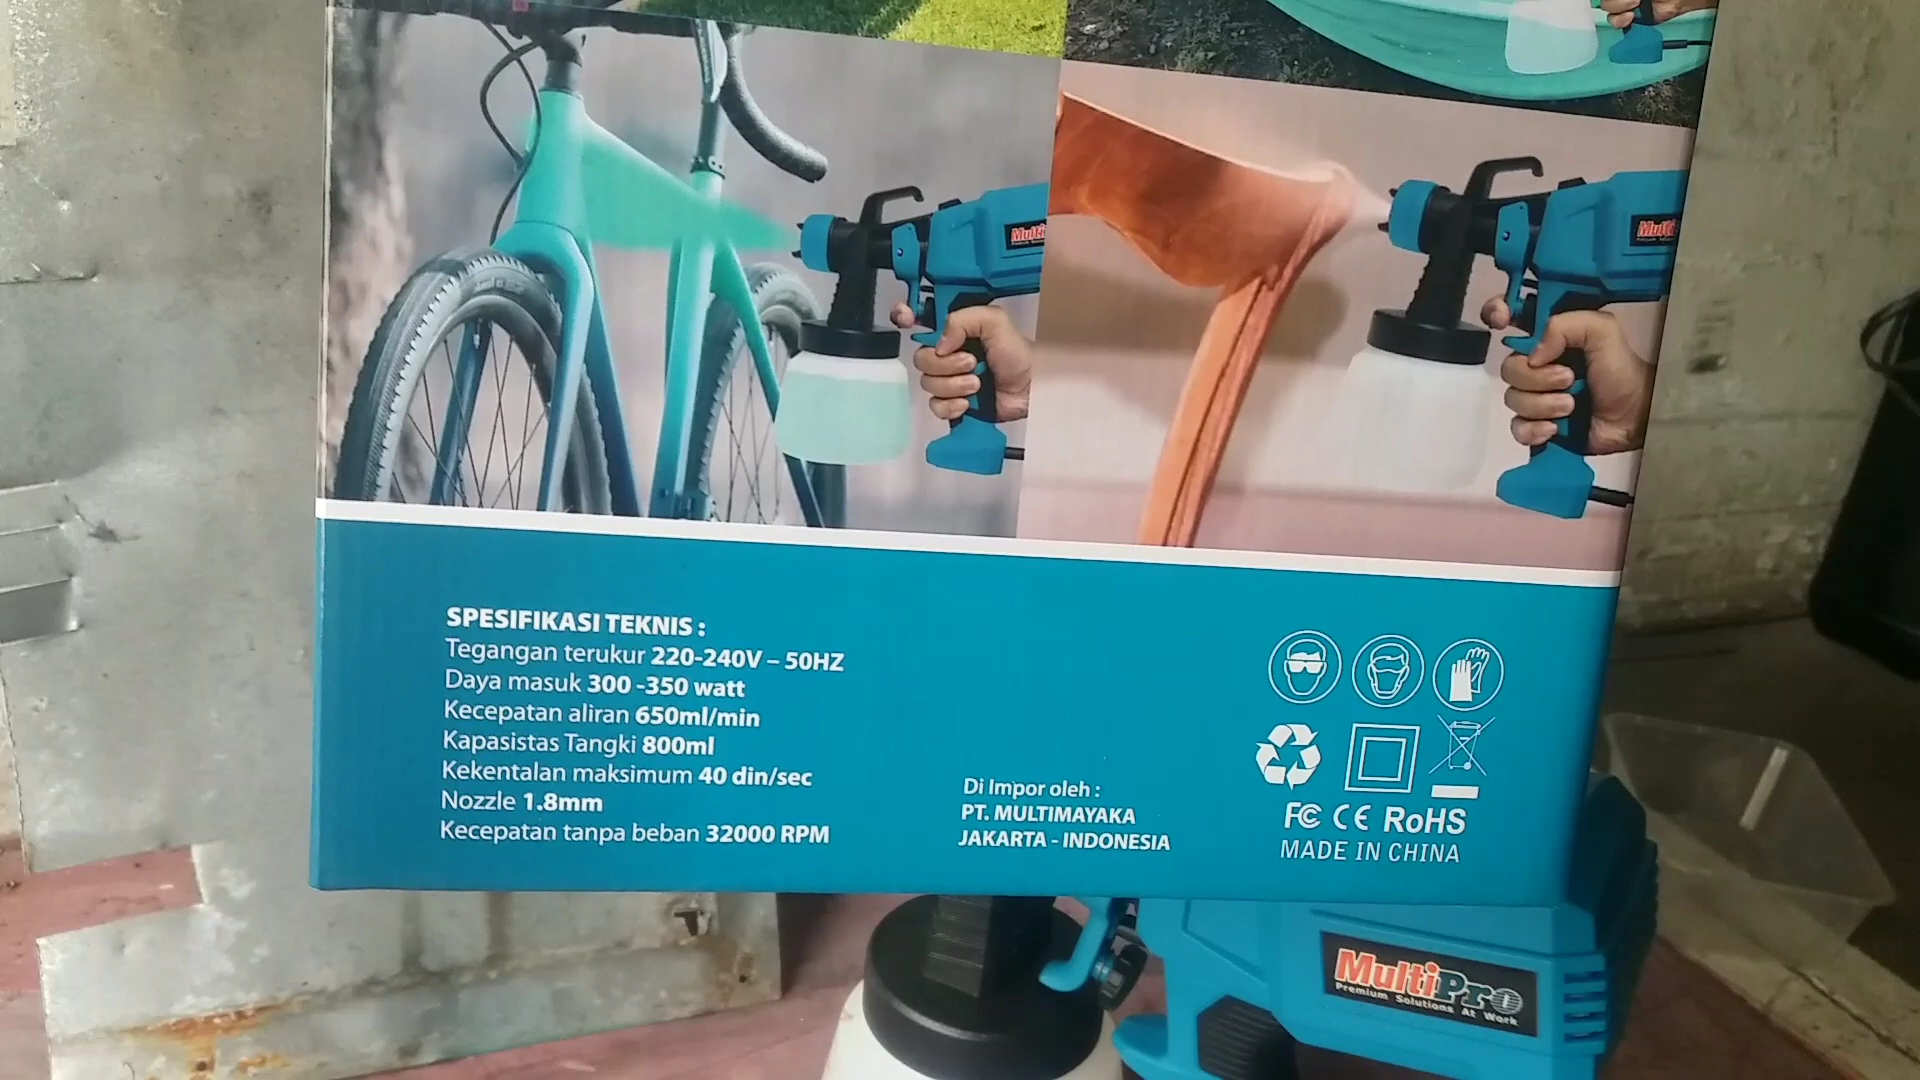 Multi
Multi
SPESIFIKASI TEKNIS :
Tegangan terukur 220-240V – 50HZ
Daya masuk 300 -350 watt
Kecepatan aliran 650ml/min
Kapasistas Tangki 800ml
Kekentalan maksimum 40 din/sec
Nozzle 1.8mm
Kecepatan tanpa beban 32000 RPM
Di Impor oleh :
PT. MULTIMAYAKA
JAKARTA - INDONESIA
FC CE RoHS
MADE IN CHINA
MultiPro
Premium Solutions At Work